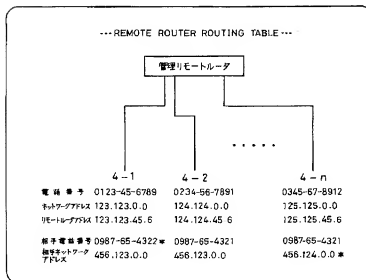 ---REMOTE ROUTER ROUTING TABLE---
管理リモートルータ
4-1 4-2 ・・・・・ 4-n
電話番号 0123-45-6789 0234-56-7891 0345-67-8912
ネットワークアドレス 123.123.0.0 124.124.0.0 125.125.0.0
リモートルータアドレス 123.123.45.6 124.124.45.6 125.125.45.6
相手電話番号 0987-65-4322* 0987-65-4321 0987-65-4321
相手ネットワークアドレス 456.123.0.0 456.123.0.0 456.124.0.0*